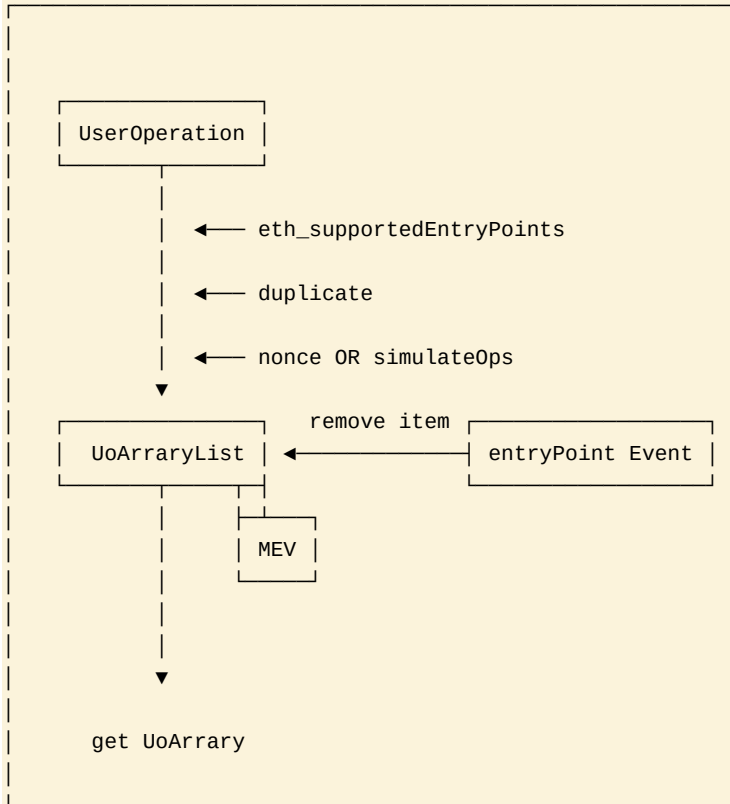 UserOperation
eth_supportedEntryPoints
duplicate
nonce OR simulateOps
remove item
UoArraryList
entryPoint Event
MEV
get UoArrary